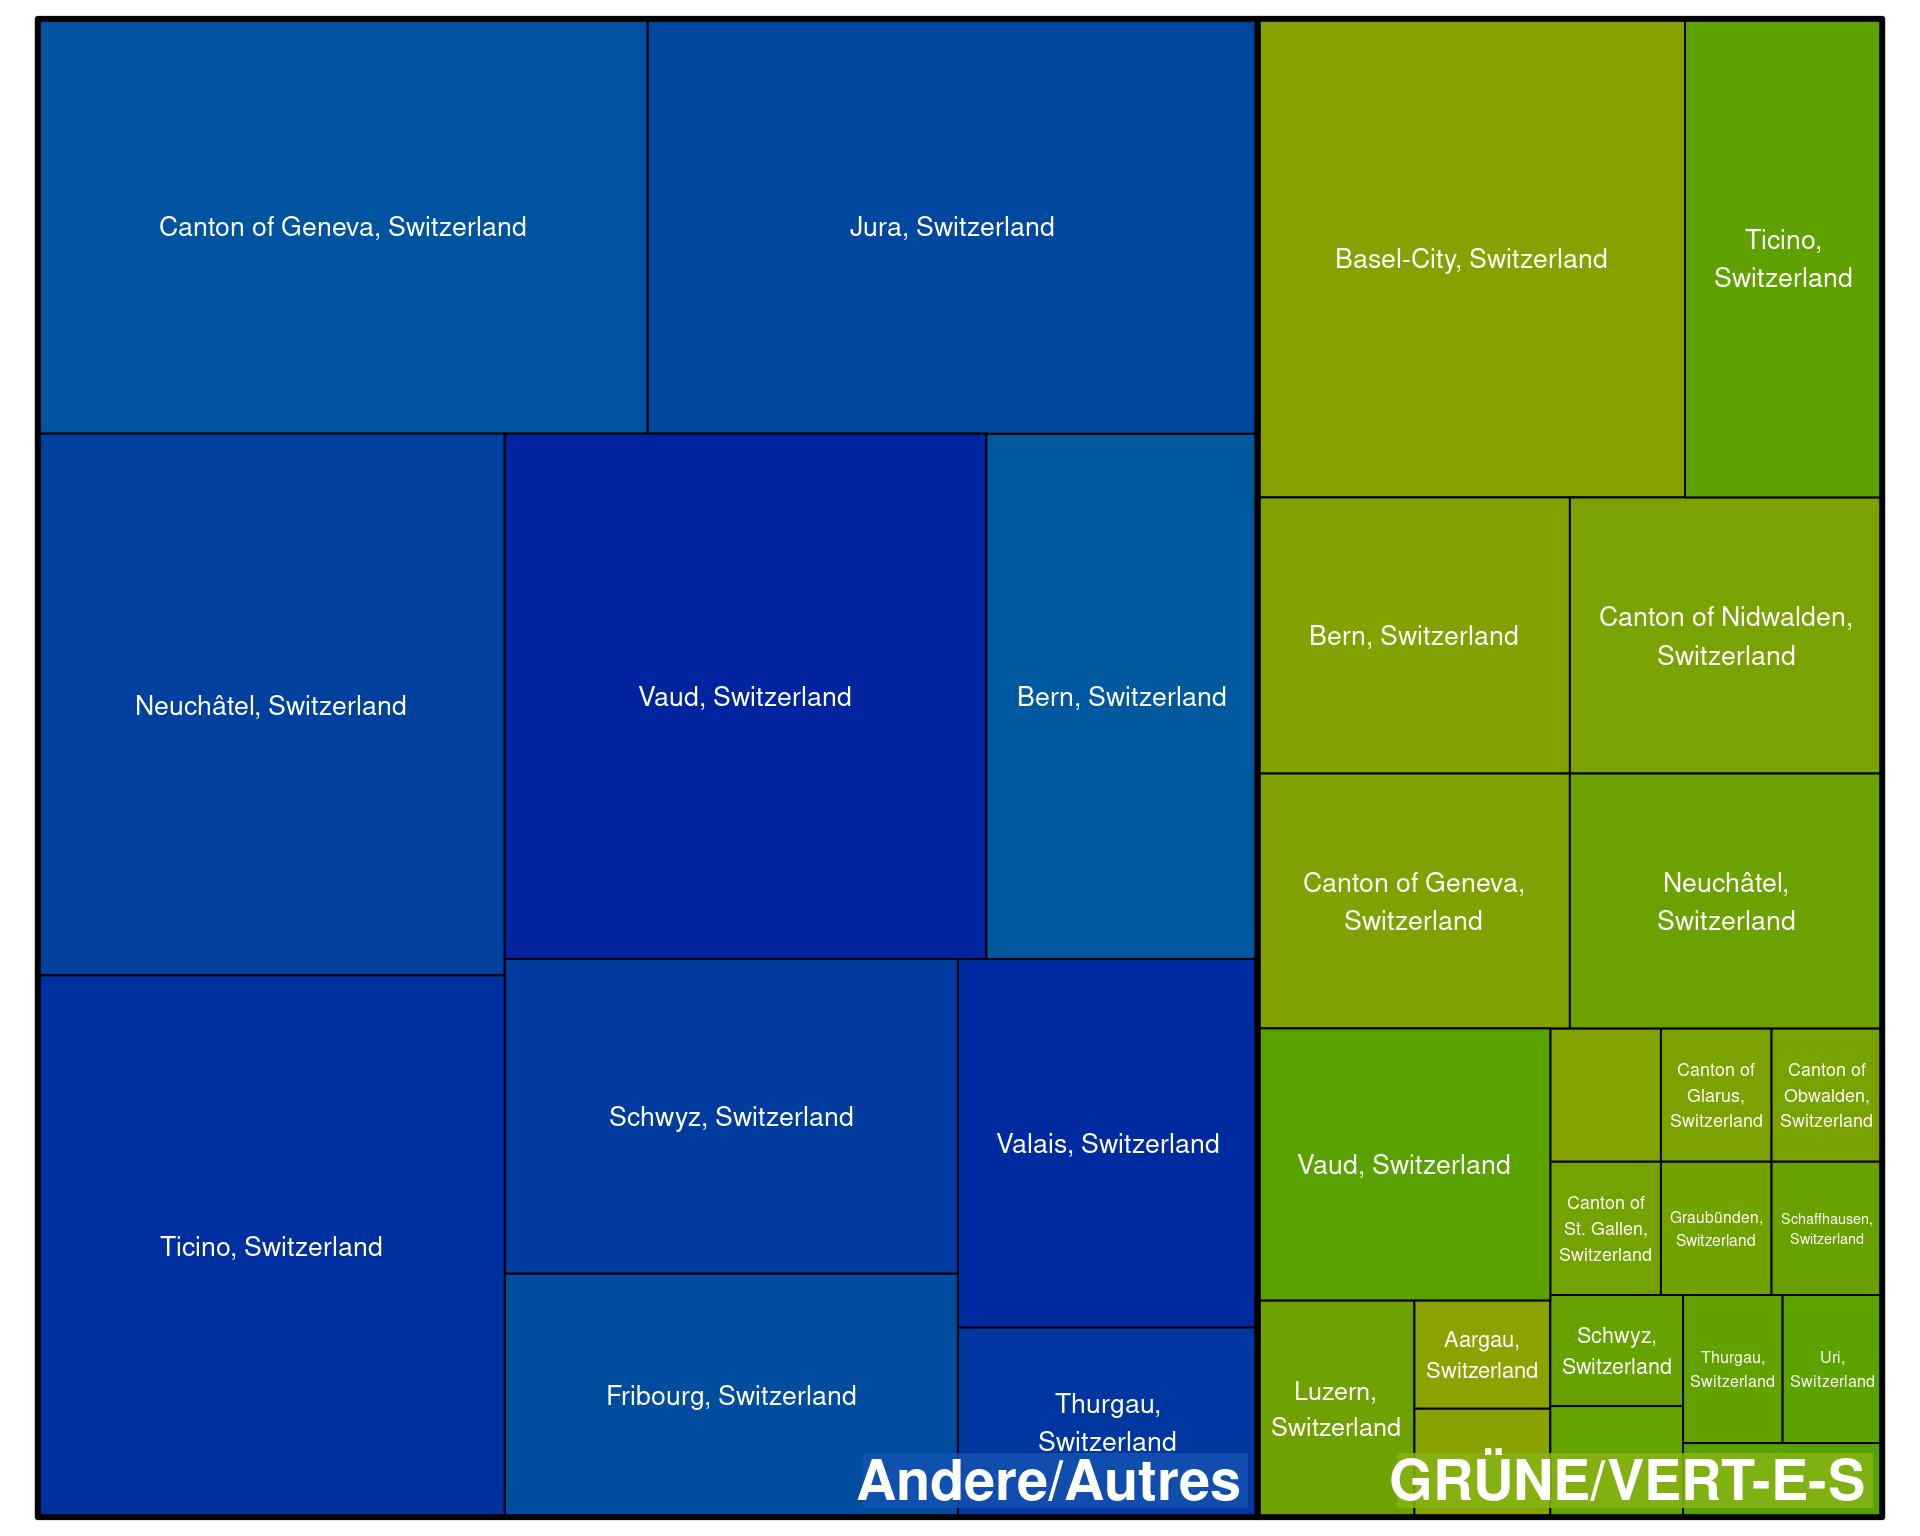 Canton of Geneva, Switzerland
Jura, Switzerland
Neuchâtel, Switzerland
Vaud, Switzerland
Bern, Switzerland
Ticino, Switzerland
Schwyz, Switzerland
Valais, Switzerland
Fribourg, Switzerland
Thurgau,
Switzerland
Andere/Autres
Basel-City, Switzerland
Ticino,
Switzerland
Bern, Switzerland
Canton of Nidwalden,
Switzerland
Canton of Geneva,
Switzerland
Neuchâtel,
Switzerland
Vaud, Switzerland
Canton of
Glarus,
Switzerland
Canton of
Obwalden,
Switzerland
Canton of
St. Gallen,
Switzerland
Graubünden,
Switzerland
Schaffhausen,
Switzerland
Luzern,
Switzerland
Aargau,
Switzerland
Schwyz,
Switzerland
Thurgau,
Switzerland
Uri,
Switzerland
GRÜNE/VERT-E-S